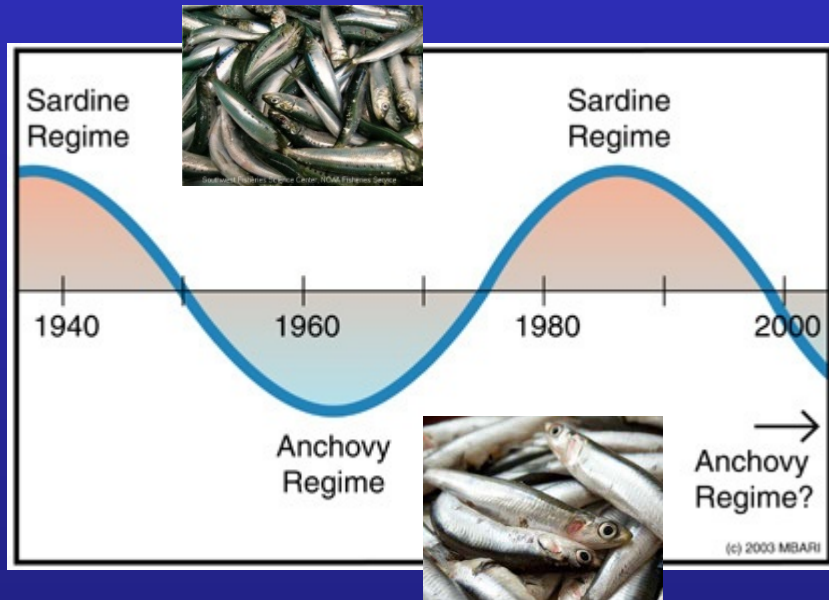 Southwest Fisheries Science Center, NOAA Fisheries Service
Sardine
Regime
Sardine
Regime
1940
1960
1980
2000
Anchovy
Regime
Anchovy
Regime?
(c) 2003 MBARI